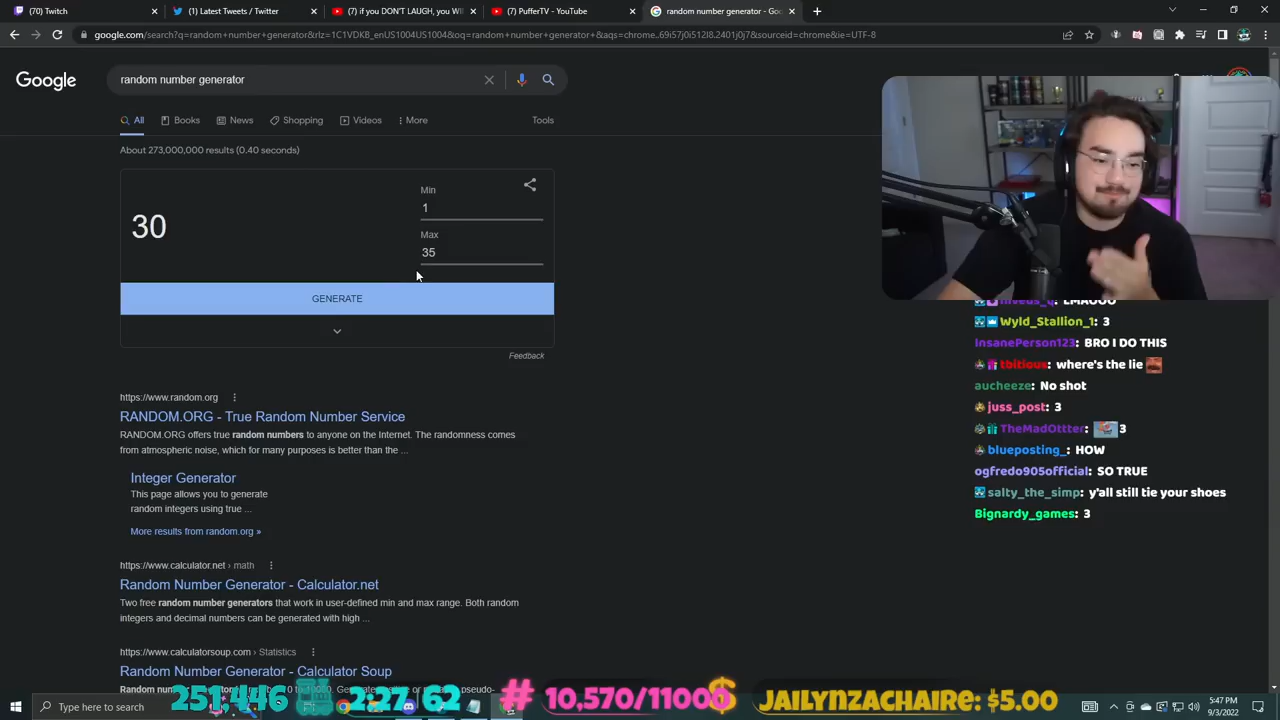 (70) Twitch
(1) Latest Tweets / Twitter
(7) if you DON'T LAUGH, you Wi
(7) PufferTV - YouTube
random number generator - Goo
google.com/search?q=random+number+generator&rlz=1C1VDKB_enUS1004US1004&oq=random+number+generator+&aqs=chrome..69i57j0i512l8.2401j0j7&sourceid=chrome&ie=UTF-8
Google
random number generator
All
Books
News
Shopping
Videos
More
Tools
About 273,000,000 results (0.40 seconds)
30
Min
1
Max
35
GENERATE
Feedback
https://www.random.org
RANDOM.ORG - True Random Number Service
RANDOM.ORG offers true random numbers to anyone on the Internet. The randomness comes
from atmospheric noise, which for many purposes is better than the ...
Integer Generator
This page allows you to generate
random integers using true ...
More results from random.org »
https://www.calculator.net › math
Random Number Generator - Calculator.net
Two free random number generators that work in user-defined min and max range. Both random
integers and decimal numbers can be generated with high ...
https://www.calculatorsoup.com › Statistics
Random Number Generator - Calculator Soup
niveus_q: LMAOOO
Wyld_Stallion_1: 3
InsanePerson123: BRO I DO THIS
tbitious: where's the lie
aucheeze: No shot
juss_post: 3
TheMadOttter: 3
blueposting_: HOW
ogfredo905official: SO TRUE
salty_the_simp: y'all still tie your shoes
Bignardy_games: 3
251,446
2:27 62
# 10,570/11000
JAILYNZACHAIRE: $5.00
Type here to search
5:47 PM
9/3/2022